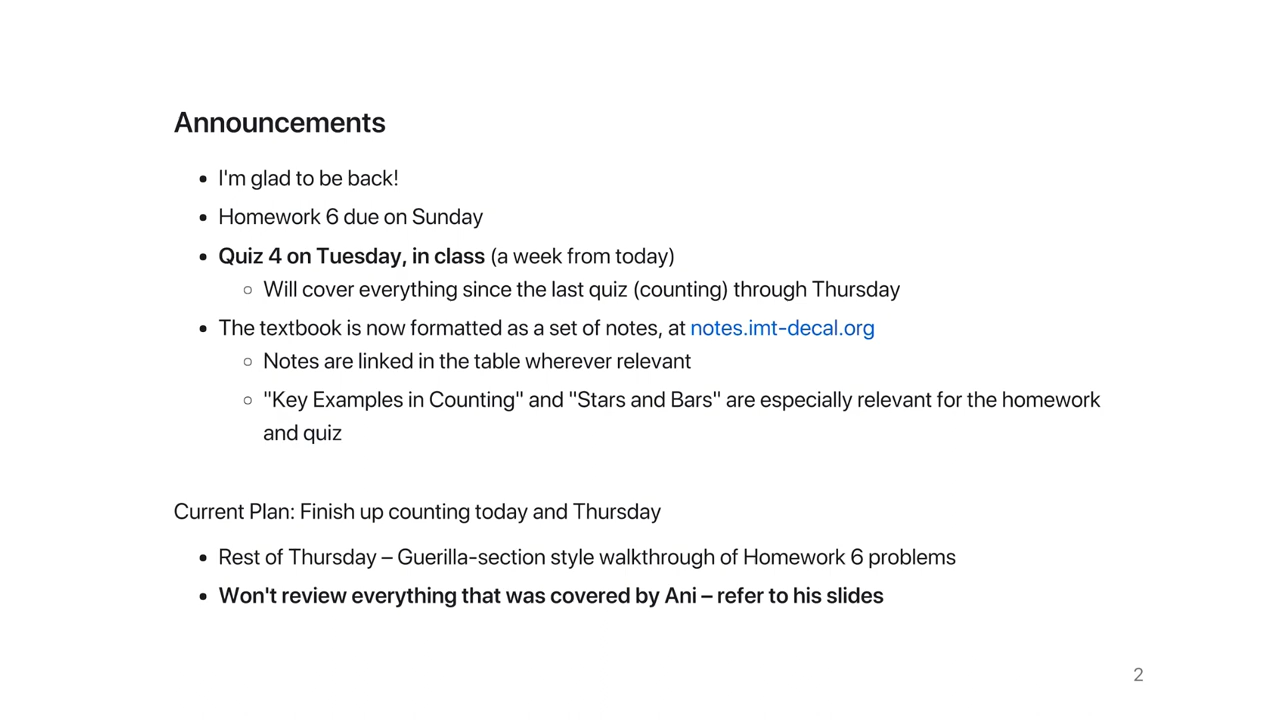 Announcements
• I'm glad to be back!
• Homework 6 due on Sunday
• Quiz 4 on Tuesday, in class (a week from today)
◦ Will cover everything since the last quiz (counting) through Thursday
• The textbook is now formatted as a set of notes, at notes.imt-decal.org
◦ Notes are linked in the table wherever relevant
◦ "Key Examples in Counting" and "Stars and Bars" are especially relevant for the homework
and quiz
Current Plan: Finish up counting today and Thursday
• Rest of Thursday – Guerilla-section style walkthrough of Homework 6 problems
• Won't review everything that was covered by Ani – refer to his slides
2